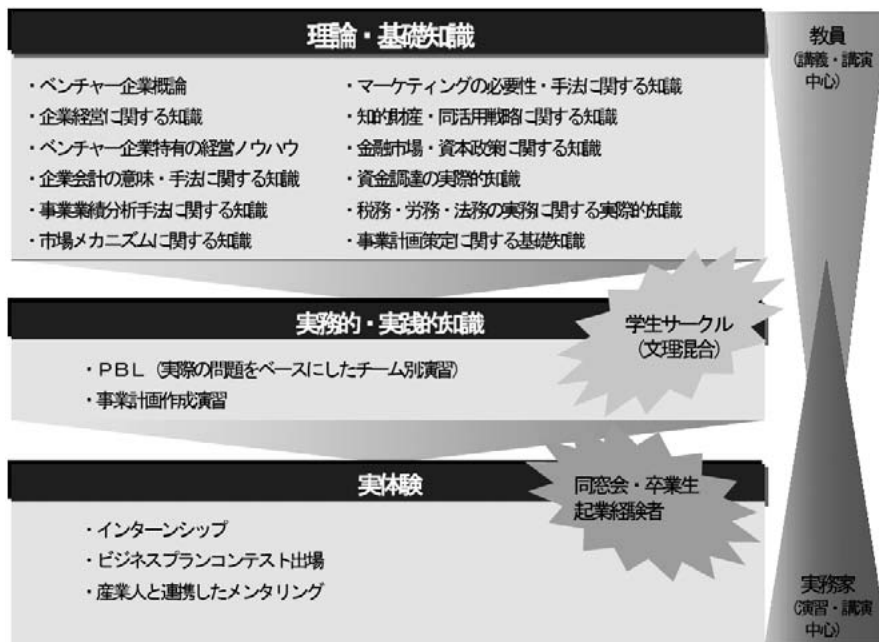 理論・基礎知識
・ベンチャー企業概論
・企業経営に関する知識
・ベンチャー企業特有の経営ノウハウ
・企業会計の意味・手法に関する知識
・事業業績分析手法に関する知識
・市場メカニズムに関する知識
・マーケティングの必要性・手法に関する知識
・知的財産・同活用戦略に関する知識
・金融市場・資本政策に関する知識
・資金調達の実際的知識
・税務・労務・法務の実務に関する実際的知識
・事業計画策定に関する基礎知識
教員
(講義・講演
中心)
実務的・実践的知識
・ＰＢＬ（実際の問題をベースにしたチーム別演習）
・事業計画作成演習
学生サークル
(文理混合)
実体験
・インターンシップ
・ビジネスプランコンテスト出場
・産業人と連携したメンタリング
同窓会・卒業生
起業経験者
実務家
(演習・講演
中心)